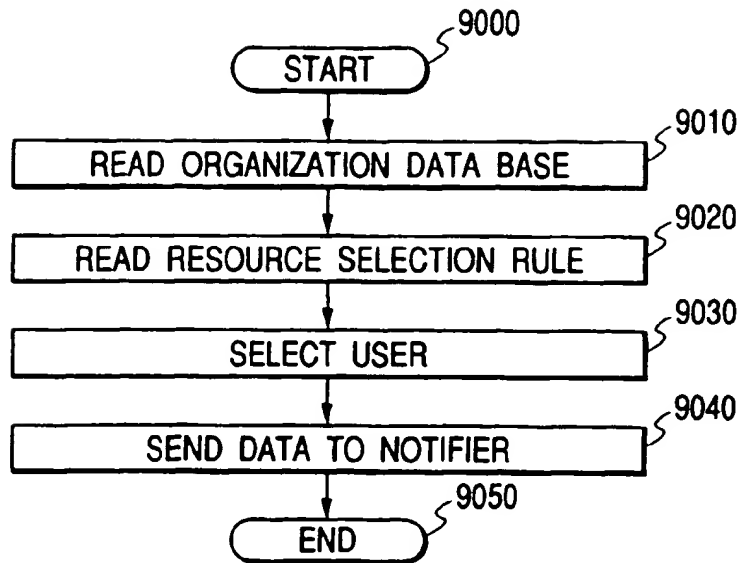 9000
START
9010
READ ORGANIZATION DATA BASE
9020
READ RESOURCE SELECTION RULE
9030
SELECT USER
9040
SEND DATA TO NOTIFIER
9050
END